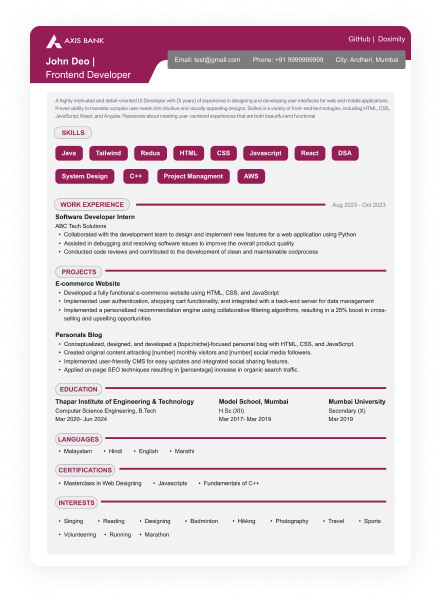 AXIS BANK
GitHub | Doximity
John Deo |
Frontend Developer
Email: test@gmail.com Phone: +91 9999999999 City: Andheri, Mumbai
A highly motivated and detail-oriented UI Developer with [X years] of experience in designing and developing user interfaces for web and mobile applications.
Proven ability to translate complex user needs into intuitive and visually appealing designs. Skilled in a variety of front-end technologies, including HTML, CSS,
JavaScript, React, and Angular. Passionate about creating user-centered experiences that are both beautiful and functional.
SKILLS
Java Tailwind Redux HTML CSS Javascript React DSA
System Design C++ Project Managment AWS
WORK EXPERIENCE Aug 2023 - Oct 2023
Software Developer Intern
ABC Tech Solutions
• Collaborated with the development team to design and implement new features for a web application using Python
• Assisted in debugging and resolving software issues to improve the overall product quality
• Conducted code reviews and contributed to the development of clean and maintainable codprocess
PROJECTS
E-commerce Website
• Developed a fully functional e-commerce website using HTML, CSS, and JavaScript
• Implemented user authentication, shopping cart functionality, and integrated with a back-end server for data management
• Implemented a personalized recommendation engine using collaborative filtering algorithms, resulting in a 25% boost in cross-
selling and upselling opportunities
Personals Blog
• Conceptualized, designed, and developed a [topic/niche]-focused personal blog with HTML, CSS, and JavaScript.
• Created original content attracting [number] monthly visitors and [number] social media followers.
• Implemented user-friendly CMS for easy updates and integrated social sharing features.
• Applied on-page SEO techniques resulting in [percentage] increase in organic search traffic.
EDUCATION
Thapar Institute of Engineering & Technology Model School, Mumbai Mumbai University
Computer Science Engineering, B.Tech H.Sc (XII) Secondary (X)
Mar 2020- Jun 2024 Mar 2017- Mar 2019 Mar 2019
LANGUAGES
• Malayalam • Hindi • English • Marathi
CERTIFICATIONS
• Masterclass in Web Designing • Javascripts • Fundamentals of C++
INTERESTS
• Singing • Reading • Designing • Badminton • Hikking • Photography • Travel • Sports
• Volunteering • Running • Marathon